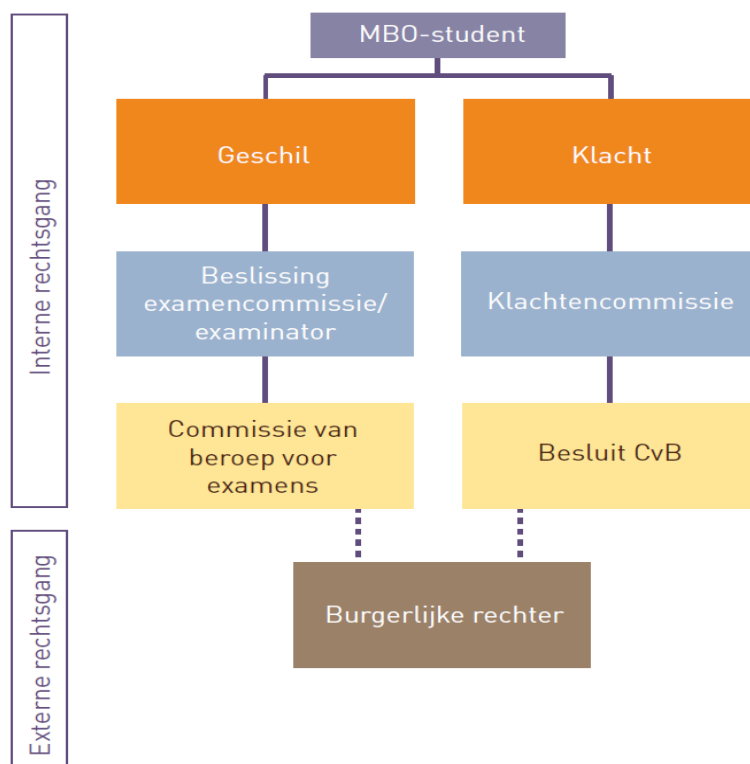 MBO-student
Interne rechtsgang
Geschil
Klacht
Beslissing
examencommissie/
examinator
Klachtencommissie
Commissie van
beroep voor
examens
Besluit CvB
Externe rechtsgang
Burgerlijke rechter